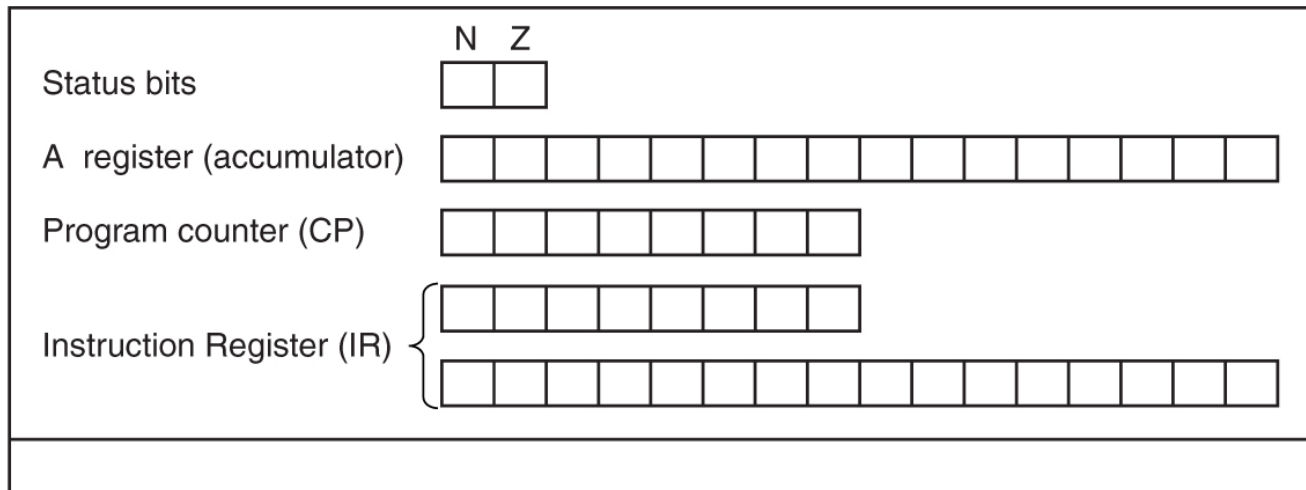 N Z
Status bits
A register (accumulator)
Program counter (CP)
Instruction Register (IR)